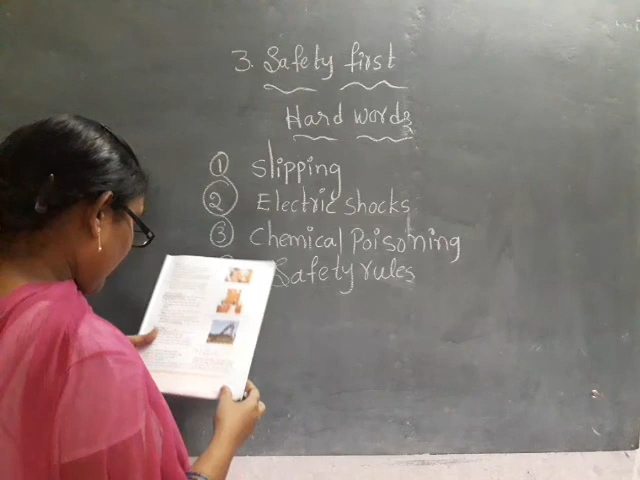 3. Safety first
Hard words
① slipping
② Electric shocks
③ Chemical Poisoning
Safety rules